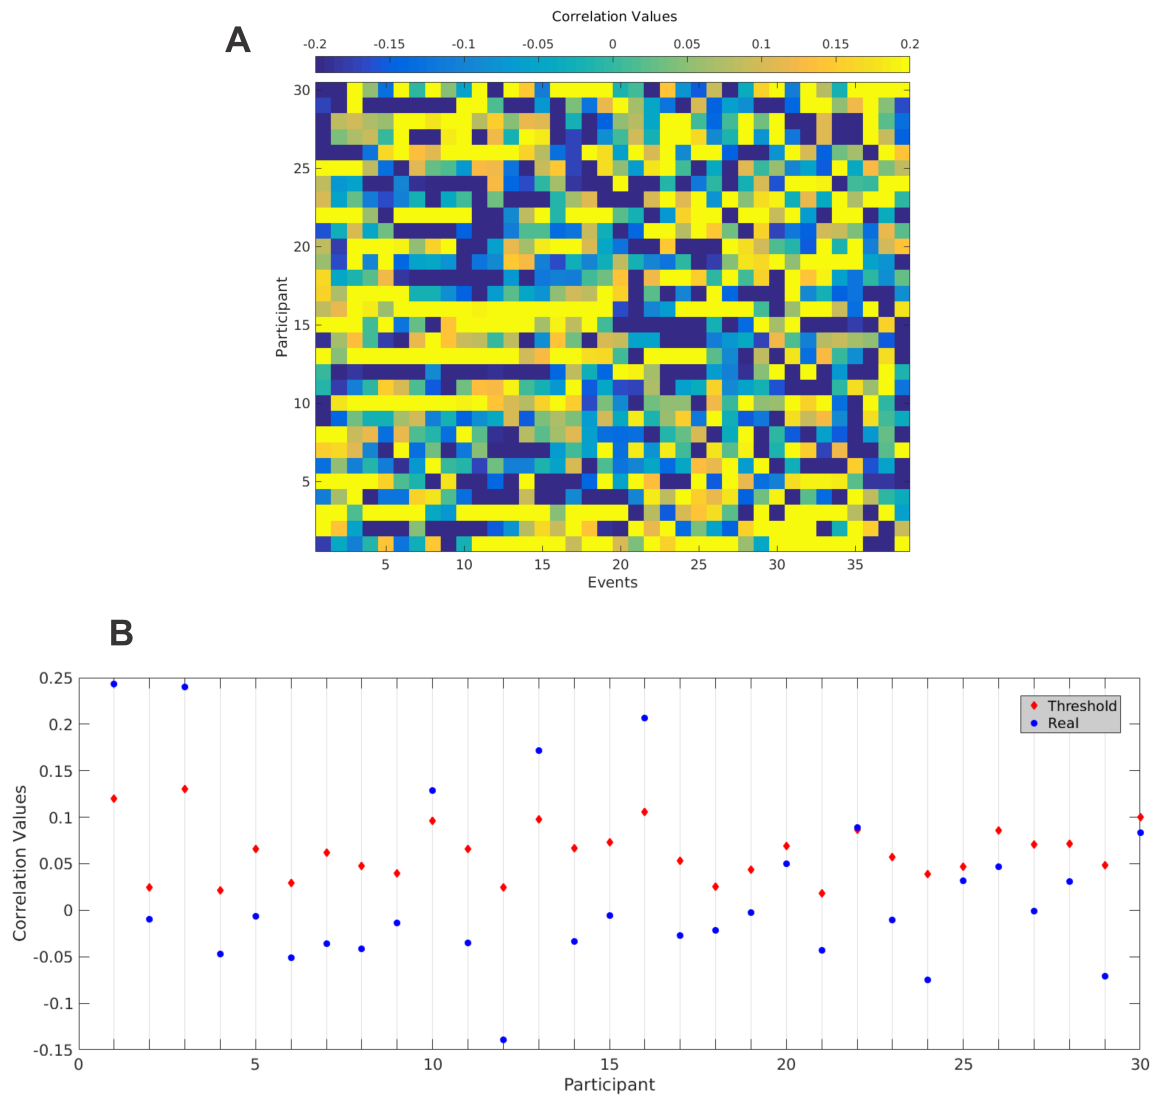 A
Correlation Values
-0.2 -0.15 -0.1 -0.05 0 0.05 0.1 0.15 0.2
30
25
20
15
10
5
Participant
5 10 15 20 25 30 35
Events
B
0.25
0.2
0.15
0.1
0.05
0
-0.05
-0.1
-0.15
Correlation Values
Threshold
Real
0 5 10 15 20 25 30
Participant